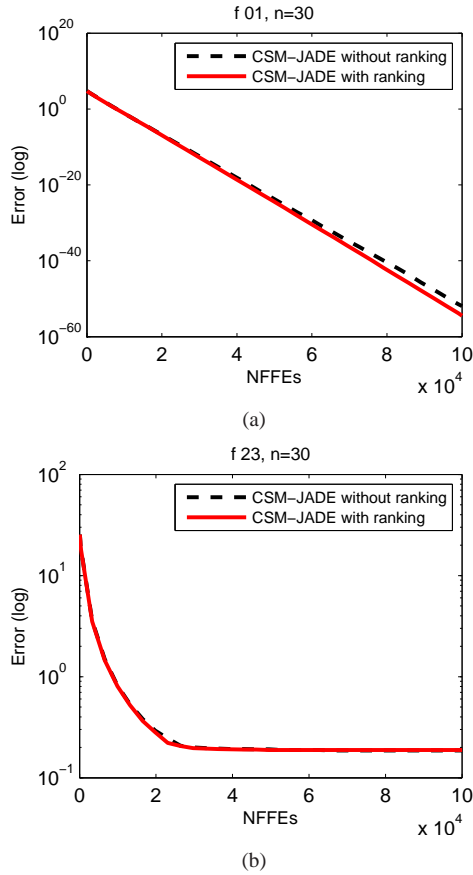 f 01, n=30
10^20
10^0
10^-20
10^-40
10^-60
Error (log)
CSM-JADE without ranking
CSM-JADE with ranking
0 2 4 6 8 10
x 10^4
NFFEs
(a)
f 23, n=30
10^2
10^1
10^0
10^-1
Error (log)
CSM-JADE without ranking
CSM-JADE with ranking
0 2 4 6 8 10
x 10^4
NFFEs
(b)